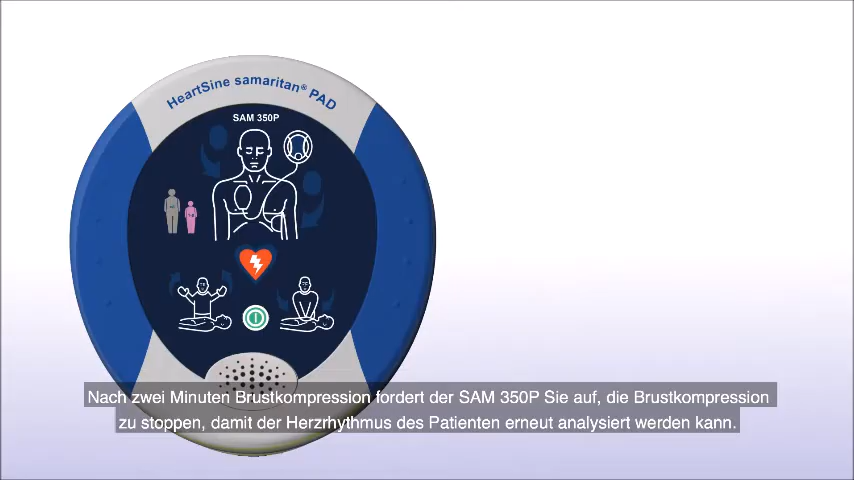 HeartSine samaritan® PAD
SAM 350P
Nach zwei Minuten Brustkompression fordert der SAM 350P Sie auf, die Brustkompression
zu stoppen, damit der Herzrhythmus des Patienten erneut analysiert werden kann.